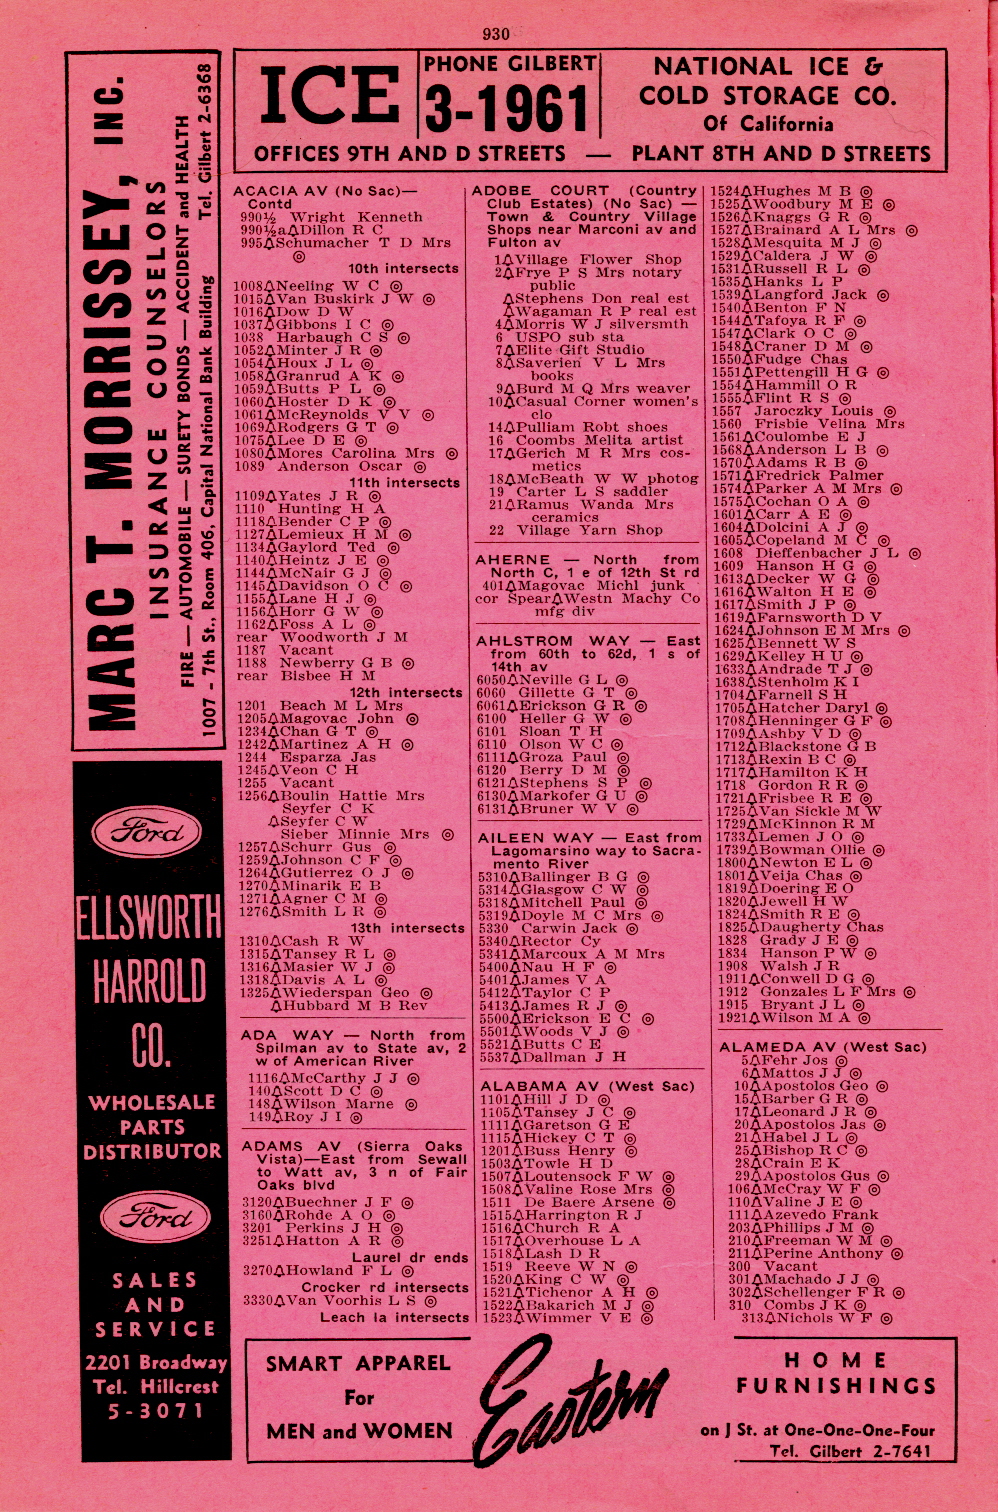 930
MARC T. MORRISSEY, INC.
INSURANCE COUNSELORS
FIRE — AUTOMOBILE — SURETY BONDS — ACCIDENT and HEALTH
1007 - 7th St., Room 406, Capital National Bank Building Tel. Gilbert 2-6368
ICE
PHONE GILBERT
3-1961
NATIONAL ICE &
COLD STORAGE CO.
Of California
OFFICES 9TH AND D STREETS — PLANT 8TH AND D STREETS
Ford
ELLSWORTH
HARROLD
CO.
WHOLESALE
PARTS
DISTRIBUTOR
Ford
SALES
AND
SERVICE
2201 Broadway
Tel. Hillcrest
5-3071
ACACIA AV (No Sac)—
Contd
990½ Wright Kenneth
990½a△Dillon R C
995△Schumacher T D Mrs
◎
10th intersects
1008△Neeling W C ◎
1015△Van Buskirk J W ◎
1016△Dow D W
1037△Gibbons I C ◎
1038 Harbaugh C S ◎
1052△Minter J R ◎
1054△Houx J L ◎
1058△Granrud A K ◎
1059△Butts P L ◎
1060△Hoster D K ◎
1061△McReynolds V V ◎
1069△Rodgers G T ◎
1075△Lee D E ◎
1080△Mores Carolina Mrs ◎
1089 Anderson Oscar ◎
11th intersects
1109△Yates J R ◎
1110 Hunting H A
1118△Bender C P ◎
1127△Lemieux H M ◎
1134△Gaylord Ted ◎
1140△Heintz J E ◎
1144△McNair G J ◎
1145△Davidson O C ◎
1155△Lane H J ◎
1156△Horr G W ◎
1162△Foss A L ◎
rear Woodworth J M
1187 Vacant
1188 Newberry G B ◎
rear Bisbee H M
12th intersects
1201 Beach M L Mrs
1205△Magovac John ◎
1234△Chan G T ◎
1242△Martinez A H ◎
1244 Esparza Jas
1245△Veon C H
1255 Vacant
1256△Boulin Hattie Mrs
Seyfer C K
△Seyfer C W
Sieber Minnie Mrs ◎
1257△Schurr Gus ◎
1259△Johnson C F ◎
1264△Gutierrez O J ◎
1270△Minarik E B
1271△Agner C M ◎
1276△Smith L R ◎
13th intersects
1310△Cash R W
1315△Tansey R L ◎
1316△Masier W J ◎
1318△Davis A L ◎
1325△Wiederspan Geo ◎
△Hubbard M B Rev
ADA WAY — North from
Spilman av to State av, 2
w of American River
1116△McCarthy J J ◎
140△Scott D C ◎
148△Wilson Marne ◎
149△Roy J I ◎
ADAMS AV (Sierra Oaks
Vista)—East from Sewall
to Watt av, 3 n of Fair
Oaks blvd
3120△Buechner J F ◎
3160△Rohde A O ◎
3201 Perkins J H ◎
3251△Hatton A R ◎
Laurel dr ends
3270△Howland F L ◎
Crocker rd intersects
3330△Van Voorhis L S ◎
Leach la intersects
ADOBE COURT (Country
Club Estates) (No Sac) —
Town & Country Village
Shops near Marconi av and
Fulton av
1△Village Flower Shop
2△Frye P S Mrs notary
public
△Stephens Don real est
△Wagaman R P real est
4△Morris W J silversmth
6 USPO sub sta
7△Elite Gift Studio
8△Saverien V L Mrs
books
9△Burd M Q Mrs weaver
10△Casual Corner women's
clo
14△Pulliam Robt shoes
16 Coombs Melita artist
17△Gerich M R Mrs cos-
metics
18△McBeath W W photog
19 Carter L S saddler
21△Ramus Wanda Mrs
ceramics
22 Village Yarn Shop
AHERNE — North from
North C, 1 e of 12th St rd
401△Magovac Michl junk
cor Spear△Westn Machy Co
mfg div
AHLSTROM WAY — East
from 60th to 62d, 1 s of
14th av
6050△Neville G L ◎
6060 Gillette G T ◎
6061△Erickson G R ◎
6100 Heller G W ◎
6101 Sloan T H
6110 Olson W C ◎
6111△Groza Paul ◎
6120 Berry D M ◎
6121△Stephens S P ◎
6130△Markofer G U ◎
6131△Bruner W V ◎
AILEEN WAY — East from
Lagomarsino way to Sacra-
mento River
5310△Ballinger B G ◎
5314△Glasgow C W ◎
5318△Mitchell Paul ◎
5319△Doyle M C Mrs ◎
5330 Carwin Jack ◎
5340△Rector Cy
5341△Marcoux A M Mrs
5400△Nau H F ◎
5401△James V A
5412△Taylor C P
5413△James R J ◎
5500△Erickson E C ◎
5501△Woods V J ◎
5521△Butts C E
5537△Dallman J H
ALABAMA AV (West Sac)
1101△Hill J D ◎
1105△Tansey J C ◎
1111△Garetson G E
1115△Hickey C T ◎
1201△Buss Henry ◎
1503△Towle H D
1507△Loutensock F W ◎
1508△Valine Rose Mrs ◎
1511 De Baere Arsene ◎
1515△Harrington R J
1516△Church R A
1517△Overhouse L A
1518△Lash D R
1519 Reeve W N ◎
1520△King C W ◎
1521△Tichenor A H ◎
1522△Bakarich M J ◎
1523△Wimmer V E ◎
1524△Hughes M B ◎
1525△Woodbury M E ◎
1526△Knaggs G R ◎
1527△Brainard A L Mrs ◎
1528△Mesquita M J ◎
1529△Caldera J W ◎
1531△Russell R L ◎
1535△Hanks L P
1539△Langford Jack ◎
1540△Benton F N
1544△Tafoya R F ◎
1547△Clark O C ◎
1548△Craner D M ◎
1550△Fudge Chas
1551△Pettengill H G ◎
1554△Hammill O R
1555△Flint R S ◎
1557 Jaroczky Louis ◎
1560 Frisbie Velina Mrs
1561△Coulombe E J
1568△Anderson L B ◎
1570△Adams R B ◎
1571△Fredrick Palmer
1574△Parker A M Mrs ◎
1575△Cochan O A ◎
1601△Carr A E ◎
1604△Dolcini A J ◎
1605△Copeland M C ◎
1608 Dieffenbacher J L ◎
1609 Hanson H G ◎
1613△Decker W G ◎
1616△Walton H E ◎
1617△Smith J P ◎
1619△Farnsworth D V
1624△Johnson E M Mrs ◎
1625△Bennett W S
1629△Kelley H U ◎
1633△Andrade T J ◎
1638△Stenholm K I
1704△Farnell S H
1705△Hatcher Daryl ◎
1708△Henninger G F ◎
1709△Ashby V D ◎
1712△Blackstone G B
1713△Rexin B C ◎
1717△Hamilton K H
1718 Gordon R R ◎
1721△Frisbee R E ◎
1725△Van Sickle M W
1729△McKinnon R M
1733△Lemen J O ◎
1739△Bowman Ollie ◎
1800△Newton E L ◎
1801△Veija Chas ◎
1819△Doering E O
1820△Jewell H W
1824△Smith R E ◎
1825△Daugherty Chas
1828 Grady J E ◎
1834 Hanson P W ◎
1908 Walsh J R
1911△Conwell D G ◎
1912 Gonzales L F Mrs ◎
1915 Bryant J L ◎
1921△Wilson M A ◎
ALAMEDA AV (West Sac)
5△Fehr Jos ◎
6△Mattos J J ◎
10△Apostolos Geo ◎
15△Barber G R ◎
17△Leonard J R ◎
20△Apostolos Jas ◎
21△Habel J L ◎
25△Bishop R C ◎
28△Crain E K
29△Apostolos Gus ◎
106△McCray W F ◎
110△Valine J E ◎
111△Azevedo Frank
203△Phillips J M ◎
210△Freeman W M ◎
211△Perine Anthony ◎
300 Vacant
301△Machado J J ◎
302△Schellenger F R ◎
310 Combs J K ◎
313△Nichols W F ◎
SMART APPAREL
For
MEN and WOMEN
Eastern
HOME
FURNISHINGS
on J St. at One-One-One-Four
Tel. Gilbert 2-7641